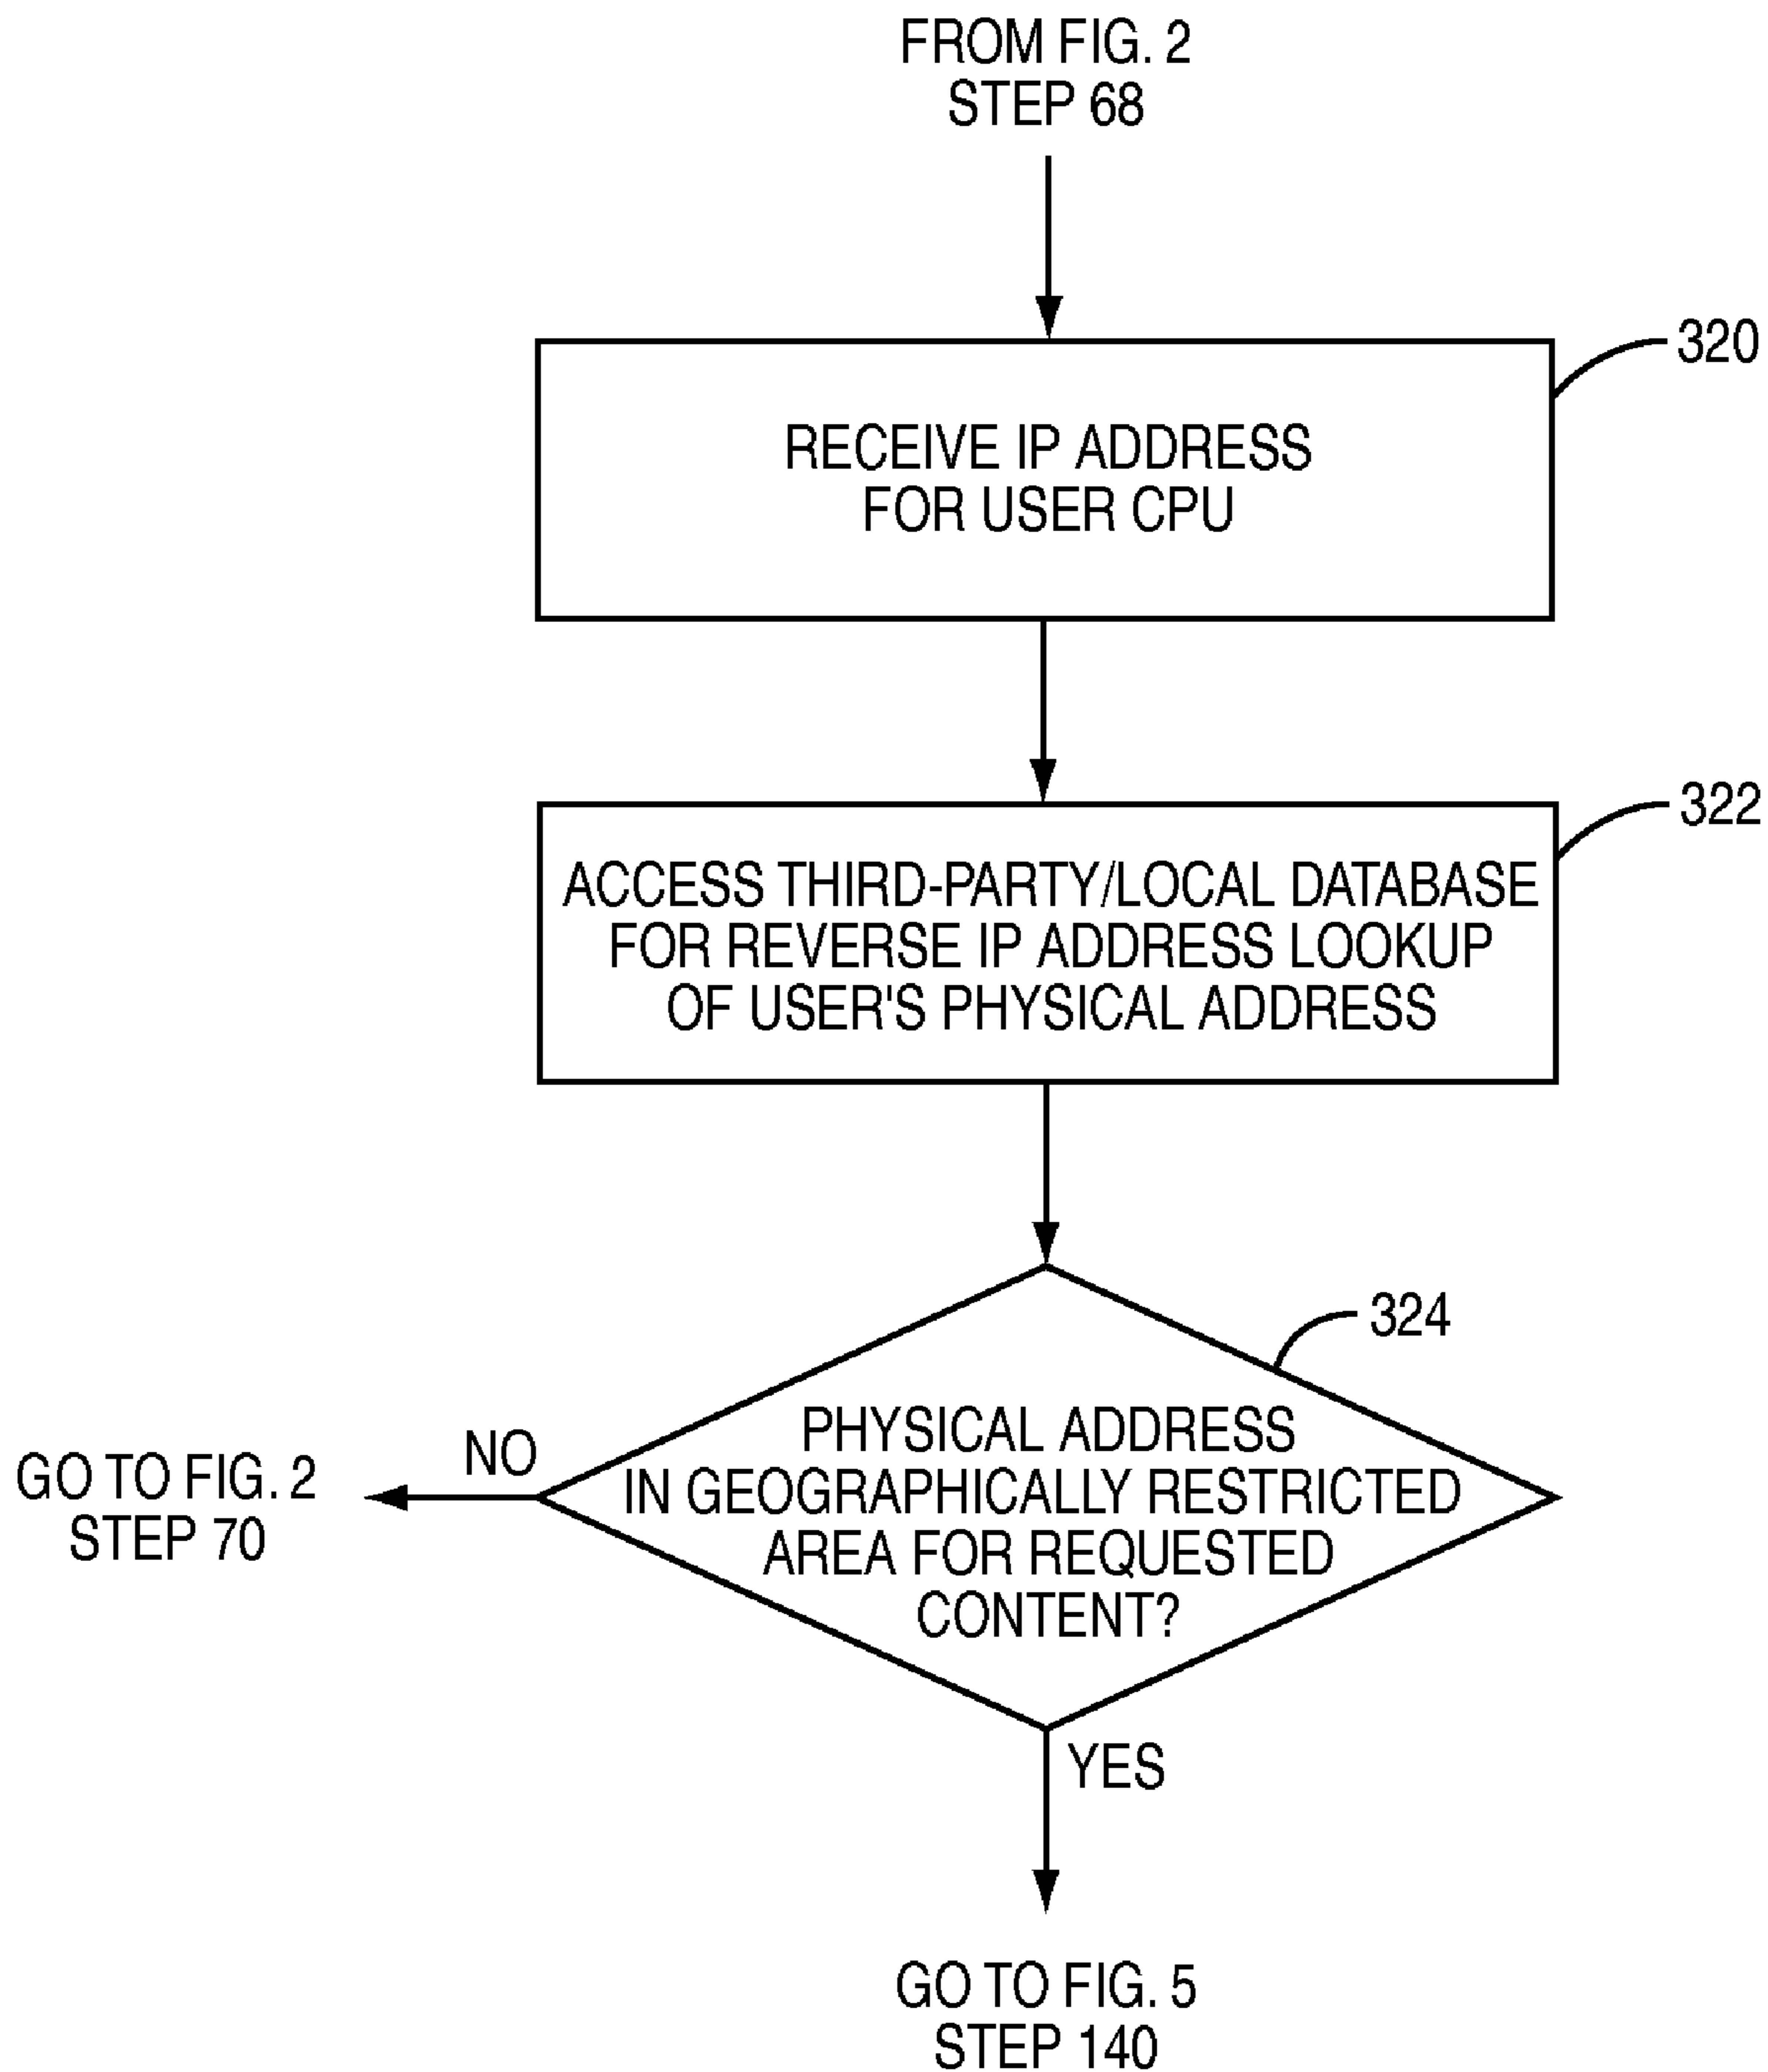 FROM FIG. 2
STEP 68
320
RECEIVE IP ADDRESS
FOR USER CPU
322
ACCESS THIRD-PARTY/LOCAL DATABASE
FOR REVERSE IP ADDRESS LOOKUP
OF USER'S PHYSICAL ADDRESS
324
PHYSICAL ADDRESS
IN GEOGRAPHICALLY RESTRICTED
AREA FOR REQUESTED
CONTENT?
NO
GO TO FIG. 2
STEP 70
YES
GO TO FIG. 5
STEP 140